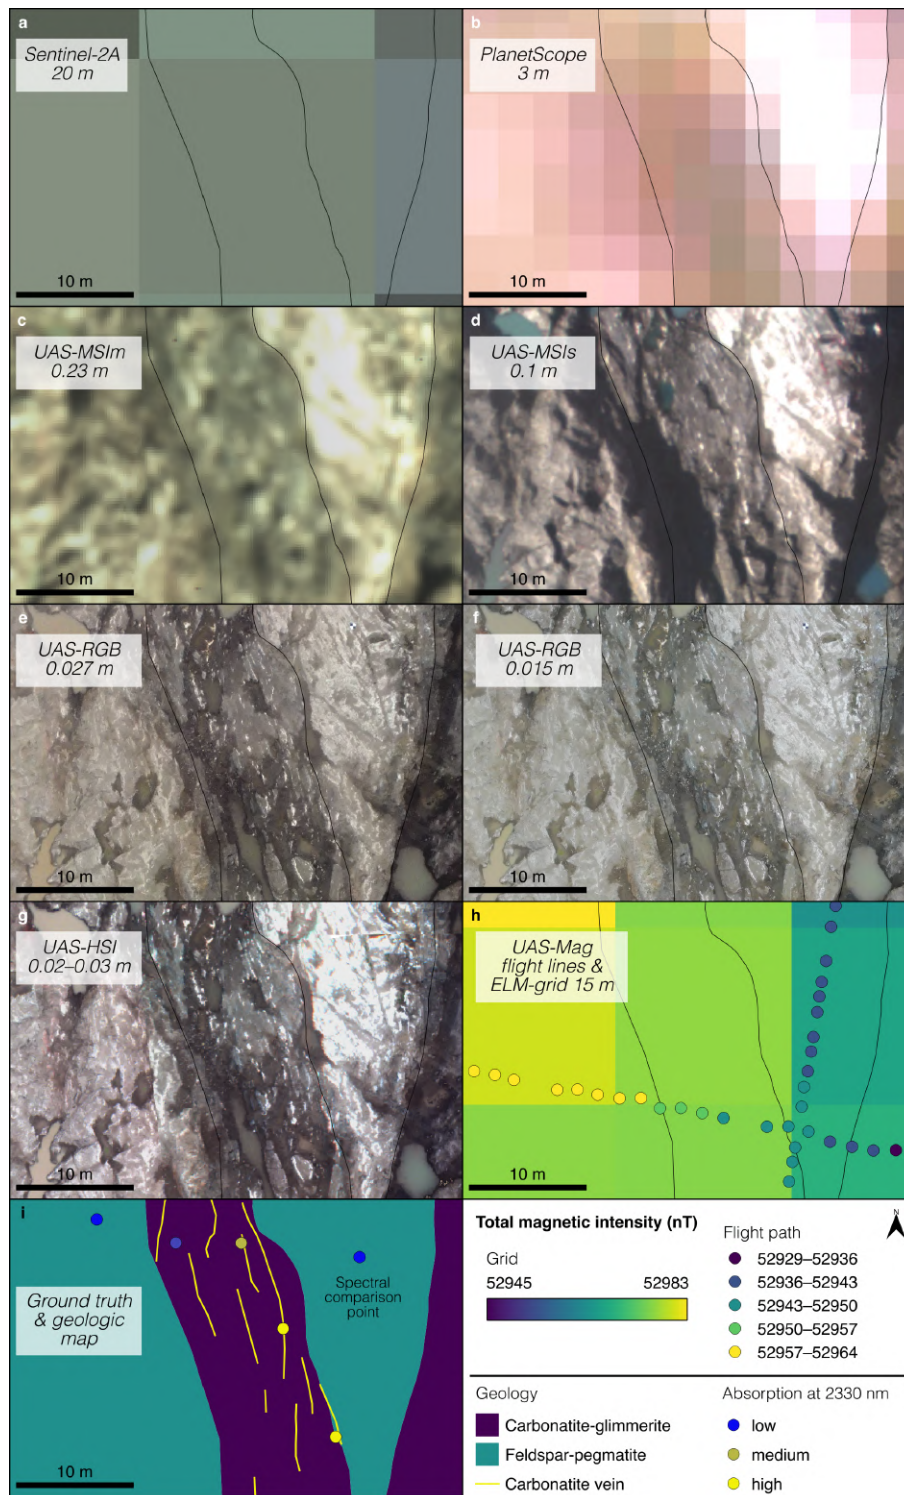 a
Sentinel-2A
20 m
10 m
b
PlanetScope
3 m
10 m
c
UAS-MSIm
0.23 m
10 m
d
UAS-MSIs
0.1 m
10 m
e
UAS-RGB
0.027 m
10 m
f
UAS-RGB
0.015 m
10 m
g
UAS-HSI
0.02–0.03 m
10 m
h
UAS-Mag
flight lines &
ELM-grid 15 m
10 m
i
Ground truth
& geologic
map
Spectral
comparison
point
10 m
Total magnetic intensity (nT)
Grid
52945 52983
Flight path
52929–52936
52936–52943
52943–52950
52950–52957
52957–52964
N
Geology
Carbonatite-glimmerite
Feldspar-pegmatite
Carbonatite vein
Absorption at 2330 nm
low
medium
high